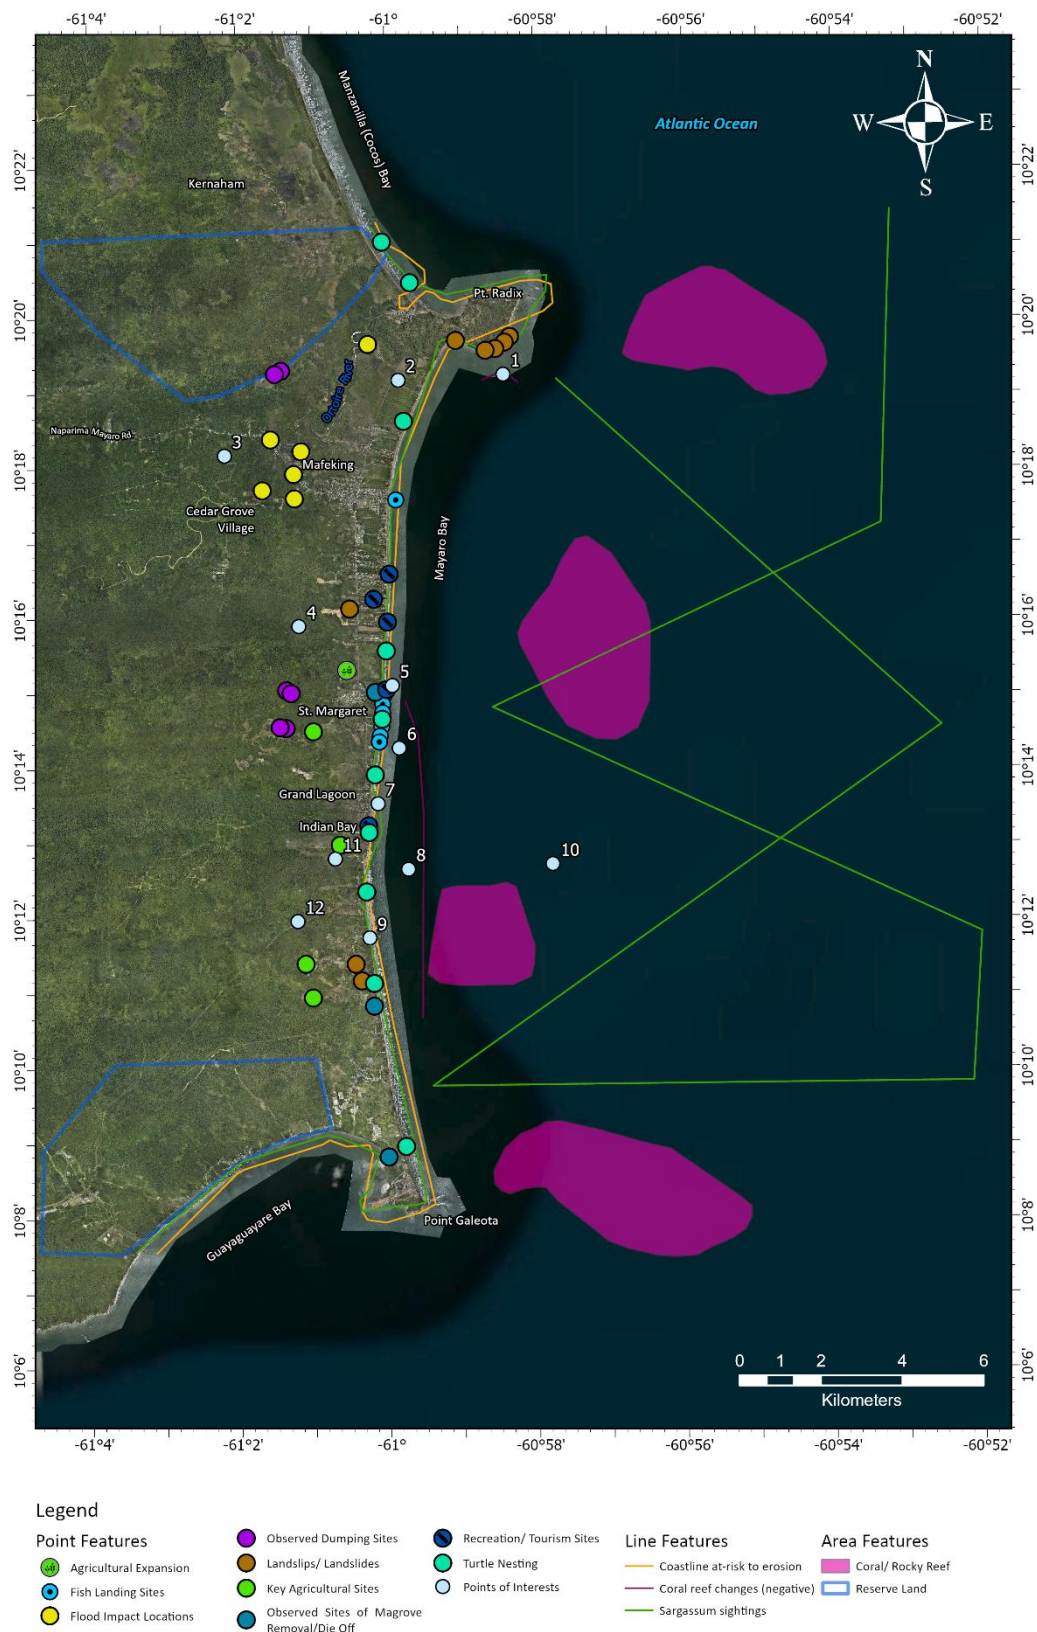 -61°4' -61°2' -61° -60°58' -60°56' -60°54' -60°52'
N
W E
S
Atlantic Ocean
Manzanilla (Cocos) Bay
10°22' 10°22'
Kernaham
Pt. Radix
10°20' 10°20'
Ortoire River
1
2
Naparima Mayaro Rd
3
10°18' 10°18'
Mafeking
Cedar Grove
Village
Mayaro Bay
10°16' 10°16'
4
5
St. Margaret
6
10°14' 10°14'
Grand Lagoon
7
Indian Bay
11
8
10
12
10°12' 10°12'
9
10°10' 10°10'
10°8' 10°8'
Guayaguayare Bay
Point Galeota
10°6' 10°6'
0 1 2 4 6
Kilometers
-61°4' -61°2' -61° -60°58' -60°56' -60°54' -60°52'
Legend
Point Features
Agricultural Expansion
Fish Landing Sites
Flood Impact Locations
Observed Dumping Sites
Landslips/ Landslides
Key Agricultural Sites
Observed Sites of Magrove
Removal/Die Off
Recreation/ Tourism Sites
Turtle Nesting
Points of Interests
Line Features
Coastline at-risk to erosion
Coral reef changes (negative)
Sargassum sightings
Area Features
Coral/ Rocky Reef
Reserve Land